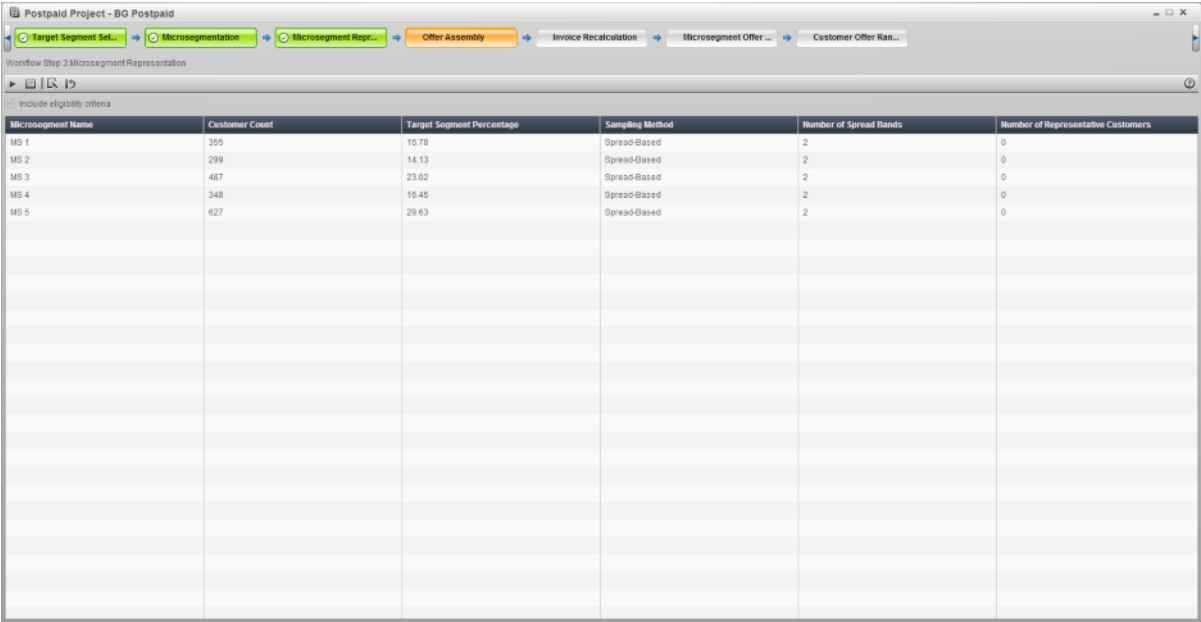 Postpaid Project - BG Postpaid
Target Segment Sel... Microsegmentation Microsegment Repr... Offer Assembly Invoice Recalculation Microsegment Offer ... Customer Offer Ran...
Workflow Step 3:Microsegment Representation
Include eligibility criteria
Microsegment Name Customer Count Target Segment Percentage Sampling Method Number of Spread Bands Number of Representative Customers
MS 1 355 16.78 Spread-Based 2 0
MS 2 299 14.13 Spread-Based 2 0
MS 3 487 23.02 Spread-Based 2 0
MS 4 348 16.45 Spread-Based 2 0
MS 5 627 29.63 Spread-Based 2 0